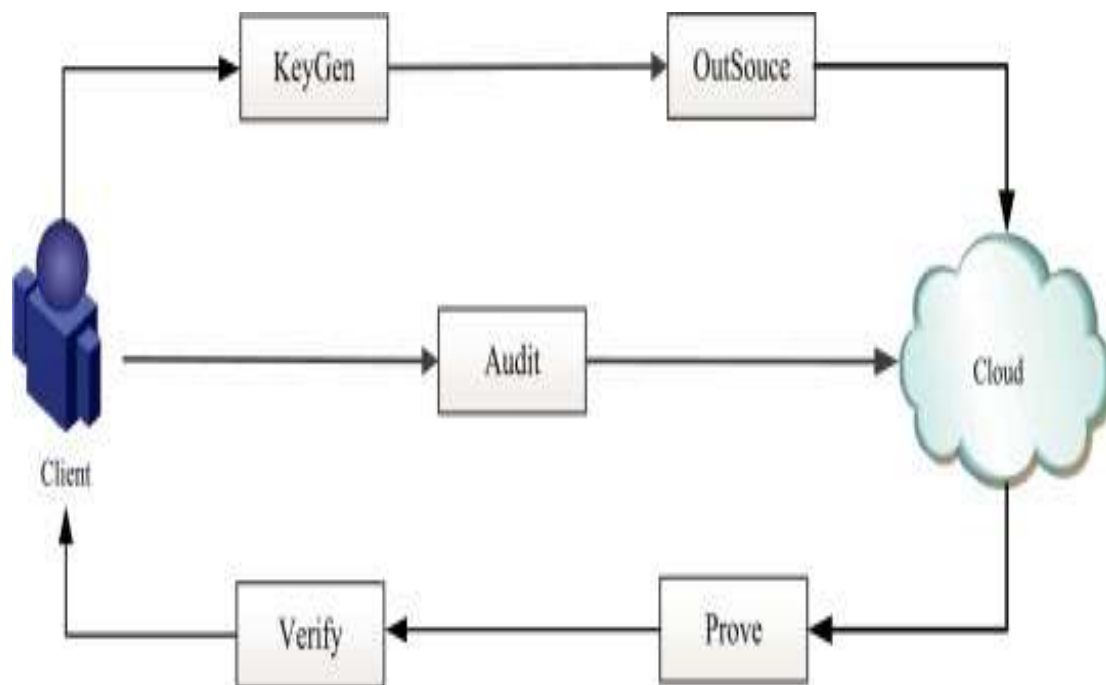 KeyGen
OutSouce
Audit
Cloud
Client
Verify
Prove